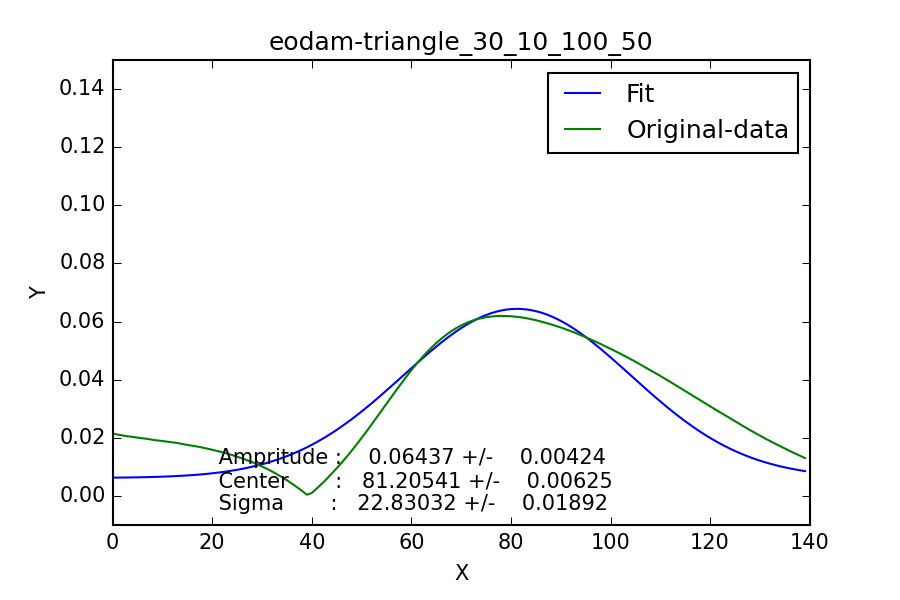 eodam-triangle_30_10_100_50
Fit
Original-data
0.14
0.12
0.10
0.08
0.06
0.04
0.02
0.00
Y
Ampritude : 0.06437 +/- 0.00424
Center : 81.20541 +/- 0.00625
Sigma : 22.83032 +/- 0.01892
0 20 40 60 80 100 120 140
X